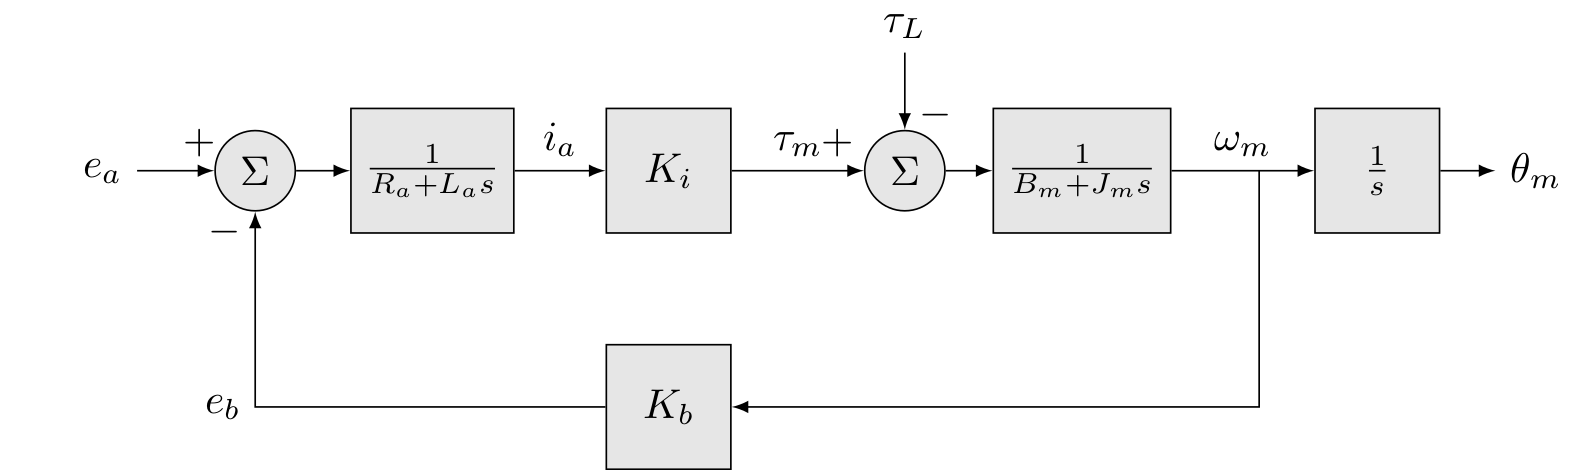 τ_L
e_a + Σ 1/(R_a+L_a s) i_a K_i τ_m + Σ − 1/(B_m+J_m s) ω_m 1/s θ_m
−
e_b K_b